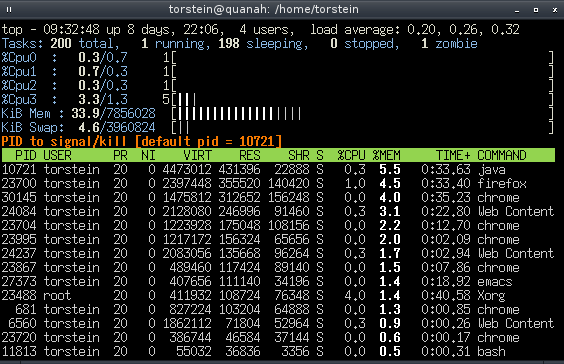 torstein@quanah: /home/torstein
top - 09:32:48 up 8 days, 22:06,  4 users,  load average: 0.20, 0.26, 0.32
Tasks: 200 total,   1 running, 198 sleeping,   0 stopped,   1 zombie
%Cpu0  :   0.3/0.7     1[                    ]
%Cpu1  :   0.7/0.3     1[                    ]
%Cpu2  :   0.3/0.3     1[                    ]
%Cpu3  :   3.3/1.3     5[|||                 ]
KiB Mem : 33.9/7856028  [||||||||||||||||||||]
KiB Swap:  4.6/3960824  [||                  ]
PID to signal/kill [default pid = 10721]
PID USER PR NI VIRT RES SHR S %CPU %MEM TIME+ COMMAND
10721 torstein 20 0 4473012 431396 22888 S 0.3 5.5 0:33.63 java
23700 torstein 20 0 2397448 355520 140420 S 1.0 4.5 0:33.40 firefox
30145 torstein 20 0 1475812 312652 156248 S 0.0 4.0 0:35.23 chrome
24084 torstein 20 0 2128080 246996 91460 S 0.3 3.1 0:22.80 Web Content
23704 torstein 20 0 1223928 175048 108156 S 0.0 2.2 0:12.70 chrome
23995 torstein 20 0 1217172 156324 65656 S 0.0 2.0 0:02.09 chrome
24237 torstein 20 0 2083056 135668 96264 S 0.3 1.7 0:02.94 Web Content
23867 torstein 20 0 489460 117424 89140 S 0.0 1.5 0:07.86 chrome
27373 torstein 20 0 407656 111140 34196 S 0.0 1.4 0:18.92 emacs
23488 root 20 0 411932 108724 76348 S 4.0 1.4 0:40.58 Xorg
681 torstein 20 0 827224 103204 64888 S 0.0 1.3 0:00.85 chrome
6560 torstein 20 0 1862112 71804 52964 S 0.3 0.9 0:00.26 Web Content
23720 torstein 20 0 386744 46584 37144 S 0.0 0.6 0:00.17 chrome
11813 torstein 20 0 55032 36836 3356 S 0.0 0.5 0:00.31 bash